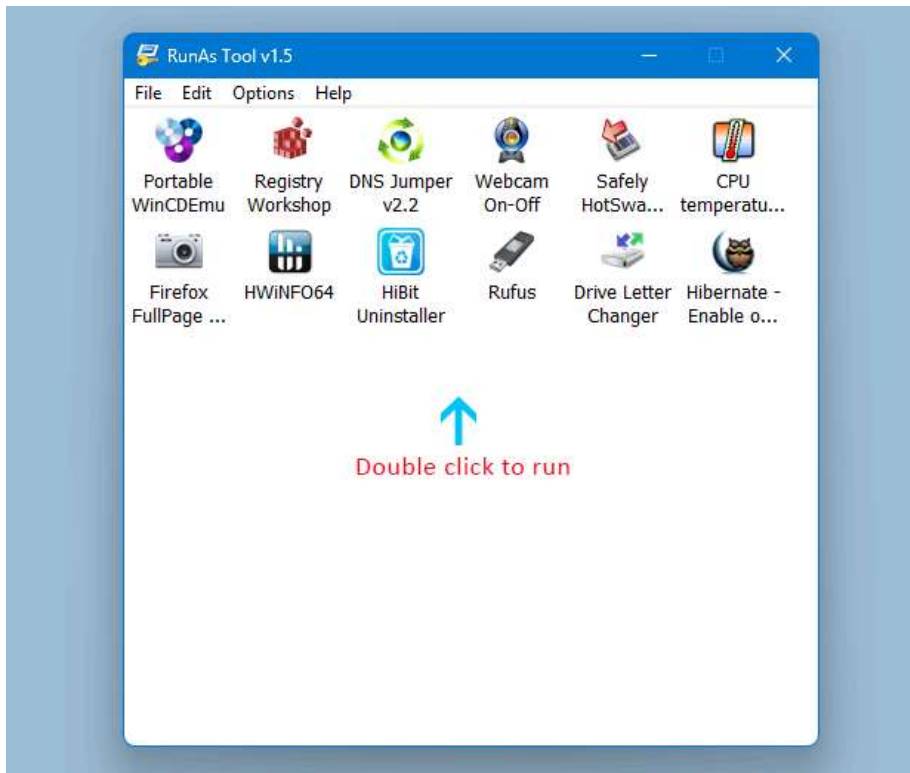 RunAs Tool v1.5
File Edit Options Help
Portable Registry DNS Jumper Webcam Safely CPU
WinCDEmu Workshop v2.2 On-Off HotSwa... temperatu...
Firefox HWiNFO64 HiBit Rufus Drive Letter Hibernate -
FullPage ... Uninstaller Changer Enable o...
Double click to run